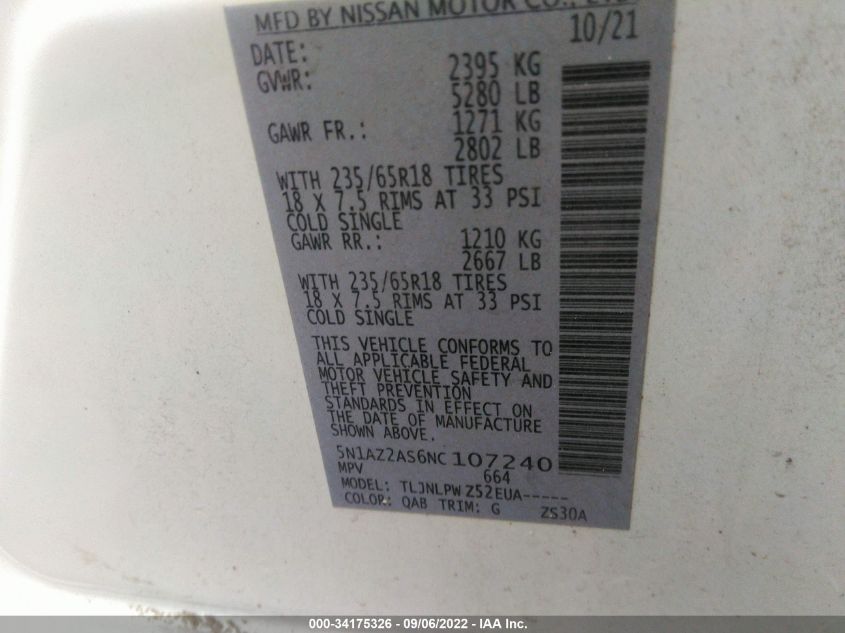 MFD BY NISSAN MOTOR CO., LTD
DATE: 10/21
GVWR: 2395 KG
5280 LB
GAWR FR.: 1271 KG
2802 LB
WITH 235/65R18 TIRES
18 X 7.5 RIMS AT 33 PSI
COLD SINGLE
GAWR RR.: 1210 KG
2667 LB
WITH 235/65R18 TIRES
18 X 7.5 RIMS AT 33 PSI
COLD SINGLE
THIS VEHICLE CONFORMS TO
ALL APPLICABLE FEDERAL
MOTOR VEHICLE SAFETY AND
THEFT PREVENTION
STANDARDS IN EFFECT ON
THE DATE OF MANUFACTURE
SHOWN ABOVE.
5N1AZ2AS6NC107240
MPV 664
MODEL: TLJNLPW Z52EUA-----
COLOR: QAB TRIM: G ZS30A
000-34175326 - 09/06/2022 - IAA Inc.